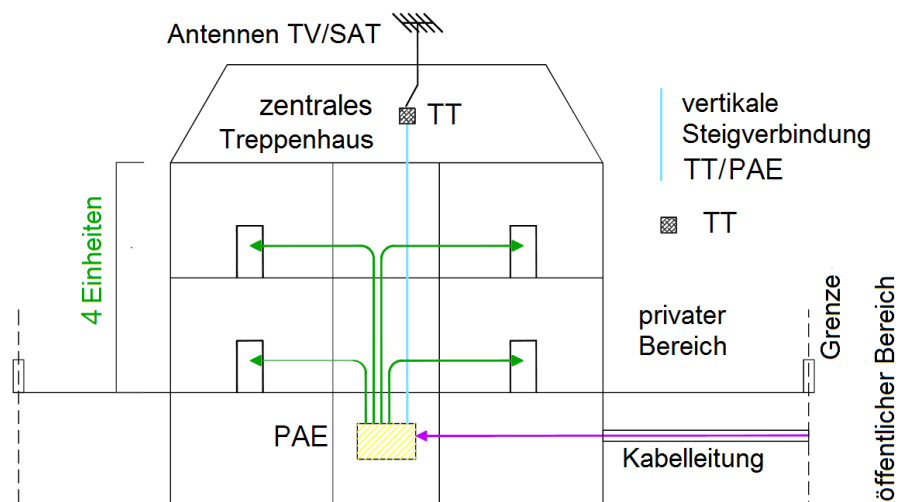 Antennen TV/SAT
zentrales
Treppenhaus
TT
vertikale
Steigverbindung
TT/PAE
TT
4 Einheiten
privater
Bereich
Grenze
öffentlicher Bereich
PAE
Kabelleitung